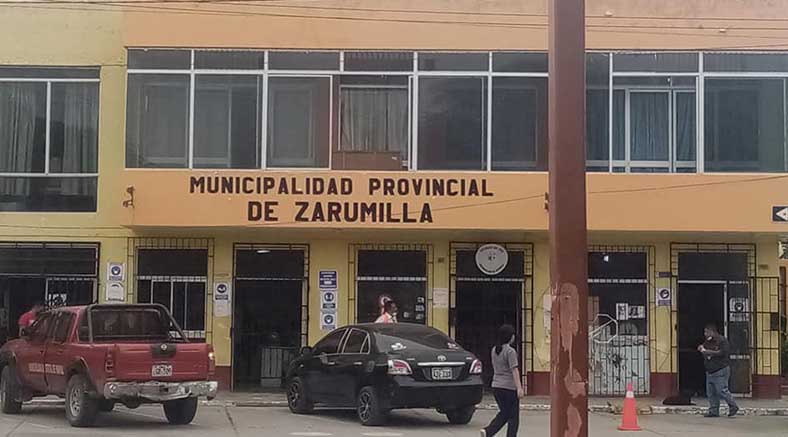 MUNICIPALIDAD PROVINCIAL
DE ZARUMILLA